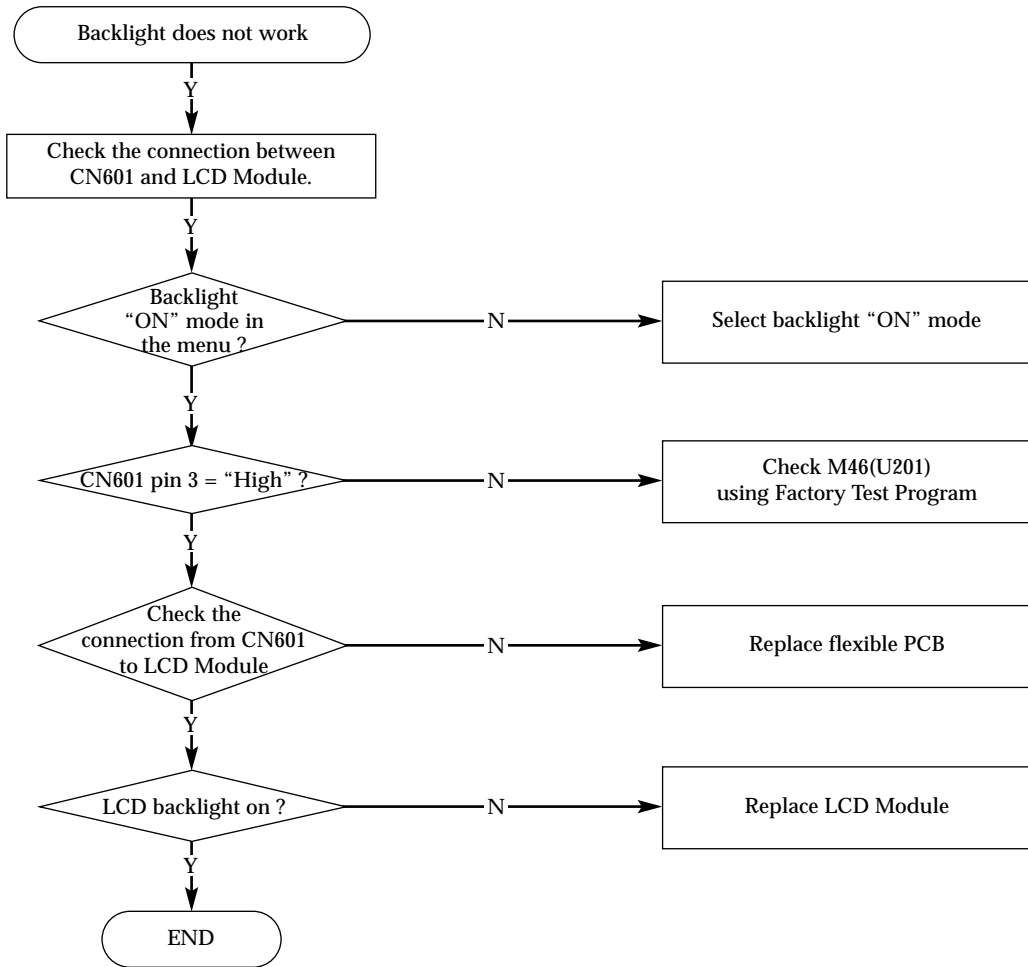 Backlight does not work
Y
Check the connection between
CN601 and LCD Module.
Y
Backlight
“ON” mode in
the menu ?
N
Select backlight “ON” mode
Y
CN601 pin 3 = “High” ?
N
Check M46(U201)
using Factory Test Program
Y
Check the
connection from CN601
to LCD Module
N
Replace flexible PCB
Y
LCD backlight on ?
N
Replace LCD Module
Y
END